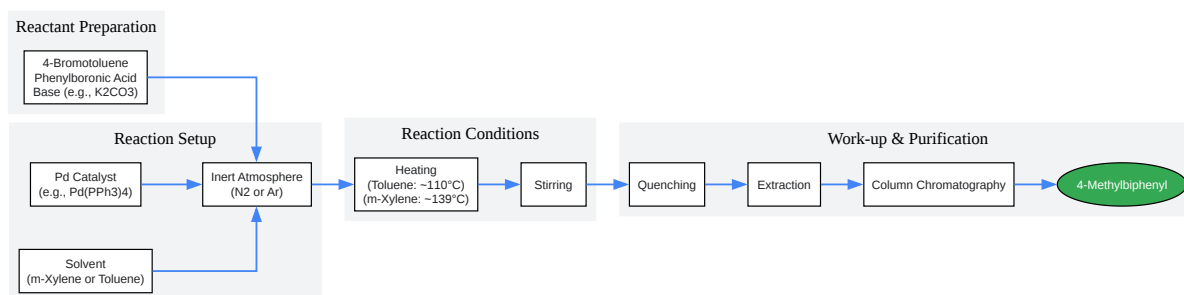 Reactant Preparation
4-Bromotoluene
Phenylboronic Acid
Base (e.g., K2CO3)
Reaction Setup
Pd Catalyst
(e.g., Pd(PPh3)4)
Inert Atmosphere
(N2 or Ar)
Solvent
(m-Xylene or Toluene)
Reaction Conditions
Heating
(Toluene: ~110°C)
(m-Xylene: ~139°C)
Stirring
Work-up & Purification
Quenching
Extraction
Column Chromatography
4-Methylbiphenyl